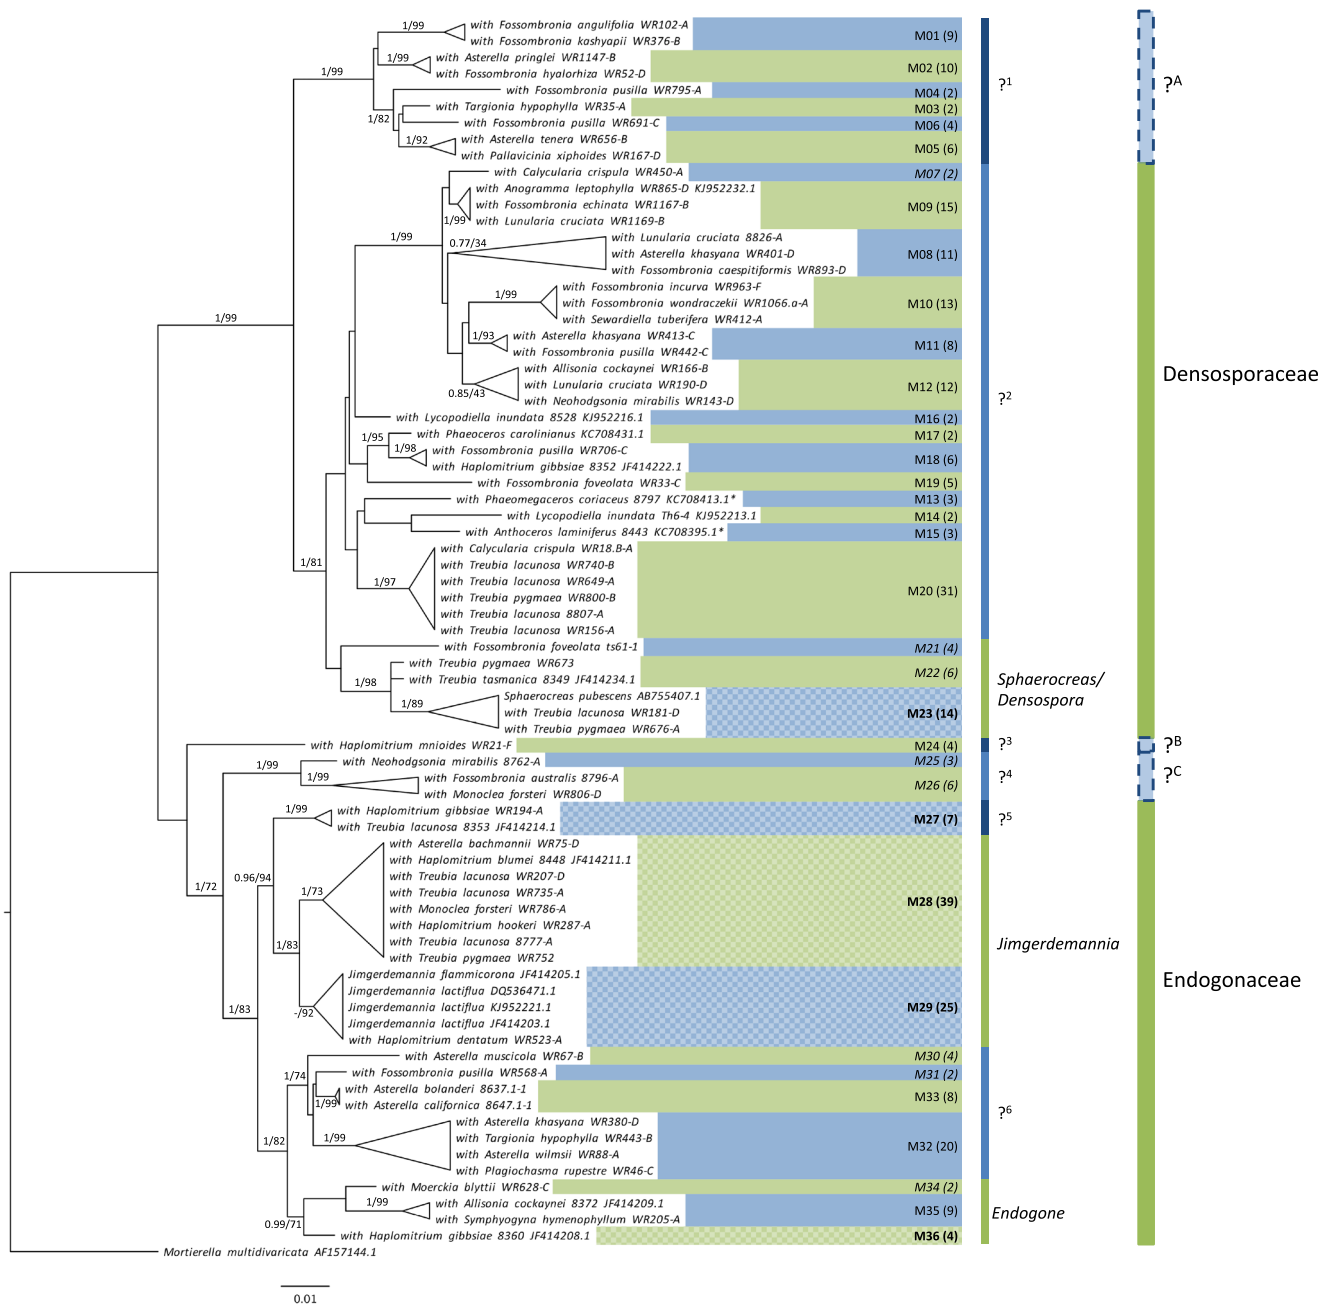 1/99
with Fossombronia angulifolia WR102-A
with Fossombronia kashyapii WR376-B
M01 (9)
1/99
1/99
with Asterella pringlei WR1147-B
with Fossombronia hyalorhiza WR52-D
M02 (10)
?1
?A
with Fossombronia pusilla WR795-A
M04 (2)
with Targionia hypophylla WR35-A
M03 (2)
1/82
with Fossombronia pusilla WR691-C
M06 (4)
1/92
with Asterella tenera WR656-B
with Pallavicinia xiphoides WR167-D
M05 (6)
with Calycularia crispula WR450-A
M07 (2)
1/99
with Anogramma leptophylla WR865-D KJ952232.1
with Fossombronia echinata WR1167-B
with Lunularia cruciata WR1169-B
M09 (15)
1/99
0.77/34
with Lunularia cruciata 8826-A
with Asterella khasyana WR401-D
with Fossombronia caespitiformis WR893-D
M08 (11)
1/99
with Fossombronia incurva WR963-F
with Fossombronia wondraczekii WR1066.a-A
with Sewardiella tuberifera WR412-A
M10 (13)
1/99
1/93
with Asterella khasyana WR413-C
with Fossombronia pusilla WR442-C
M11 (8)
0.85/43
with Allisonia cockaynei WR166-B
with Lunularia cruciata WR190-D
with Neohodgsonia mirabilis WR143-D
M12 (12)
Densosporaceae
?2
with Lycopodiella inundata 8528 KJ952216.1
M16 (2)
1/95
with Phaeoceros carolinianus KC708431.1
M17 (2)
1/98
with Fossombronia pusilla WR706-C
with Haplomitrium gibbsiae 8352 JF414222.1
M18 (6)
with Fossombronia foveolata WR33-C
M19 (5)
with Phaeomegaceros coriaceus 8797 KC708413.1*
M13 (3)
with Lycopodiella inundata Th6-4 KJ952213.1
M14 (2)
with Anthoceros laminiferus 8443 KC708395.1*
M15 (3)
1/81
1/97
with Calycularia crispula WR18.B-A
with Treubia lacunosa WR740-B
with Treubia lacunosa WR649-A
with Treubia pygmaea WR800-B
with Treubia lacunosa 8807-A
with Treubia lacunosa WR156-A
M20 (31)
with Fossombronia foveolata ts61-1
M21 (4)
1/98
with Treubia pygmaea WR673
with Treubia tasmanica 8349 JF414234.1
M22 (6)
Sphaerocreas/
Densospora
1/89
Sphaerocreas pubescens AB755407.1
with Treubia lacunosa WR181-D
with Treubia pygmaea WR676-A
M23 (14)
with Haplomitrium mnioides WR21-F
M24 (4)
?3
?B
1/99
with Neohodgsonia mirabilis 8762-A
M25 (3)
1/99
with Fossombronia australis 8796-A
with Monoclea forsteri WR806-D
M26 (6)
?4
?C
1/99
with Haplomitrium gibbsiae WR194-A
with Treubia lacunosa 8353 JF414214.1
M27 (7)
?5
1/72
0.96/94
1/73
with Asterella bachmannii WR75-D
with Haplomitrium blumei 8448 JF414211.1
with Treubia lacunosa WR207-D
with Treubia lacunosa WR735-A
with Monoclea forsteri WR786-A
with Haplomitrium hookeri WR287-A
with Treubia lacunosa 8777-A
with Treubia pygmaea WR752
M28 (39)
1/83
Jimgerdemannia
Endogonaceae
1/83
-/92
Jimgerdemannia flammicorona JF414205.1
Jimgerdemannia lactiflua DQ536471.1
Jimgerdemannia lactiflua KJ952221.1
Jimgerdemannia lactiflua JF414203.1
with Haplomitrium dentatum WR523-A
M29 (25)
with Asterella muscicola WR67-B
M30 (4)
1/74
with Fossombronia pusilla WR568-A
M31 (2)
1/99
with Asterella bolanderi 8637.1-1
with Asterella californica 8647.1-1
M33 (8)
?6
1/82
1/99
with Asterella khasyana WR380-D
with Targionia hypophylla WR443-B
with Asterella wilmsii WR88-A
with Plagiochasma rupestre WR46-C
M32 (20)
with Moerckia blyttii WR628-C
M34 (2)
1/99
with Allisonia cockaynei 8372 JF414209.1
with Symphyogyna hymenophyllum WR205-A
M35 (9)
Endogone
0.99/71
with Haplomitrium gibbsiae 8360 JF414208.1
M36 (4)
Mortierella multidivaricata AF157144.1
0.01